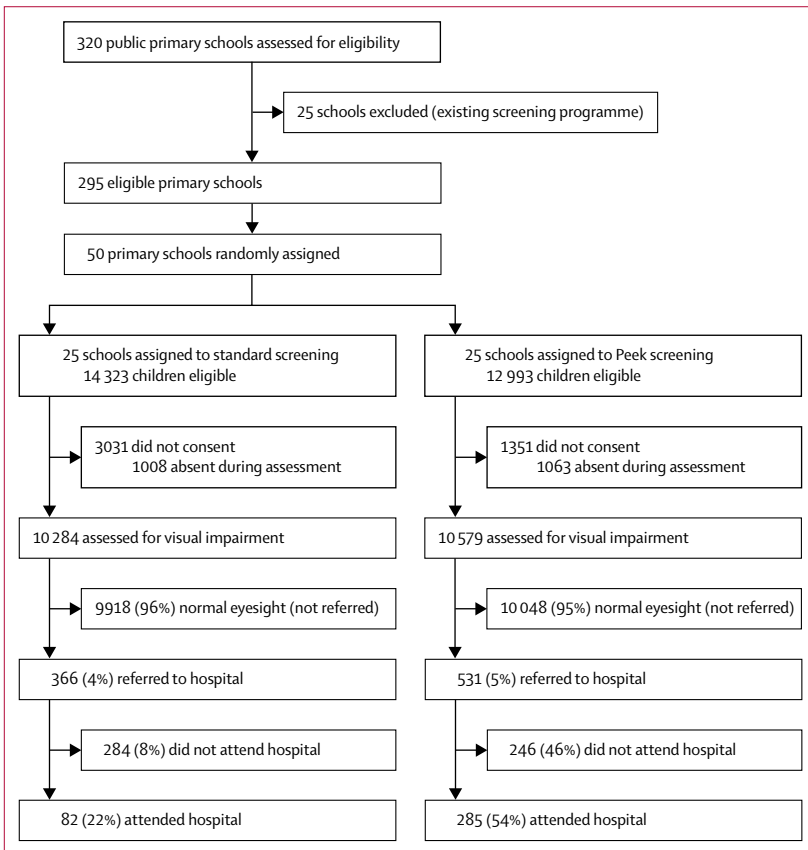 320 public primary schools assessed for eligibility
25 schools excluded (existing screening programme)
295 eligible primary schools
50 primary schools randomly assigned
25 schools assigned to standard screening
14 323 children eligible
25 schools assigned to Peek screening
12 993 children eligible
3031 did not consent
1008 absent during assessment
1351 did not consent
1063 absent during assessment
10 284 assessed for visual impairment
10 579 assessed for visual impairment
9918 (96%) normal eyesight (not referred)
10 048 (95%) normal eyesight (not referred)
366 (4%) referred to hospital
531 (5%) referred to hospital
284 (8%) did not attend hospital
246 (46%) did not attend hospital
82 (22%) attended hospital
285 (54%) attended hospital